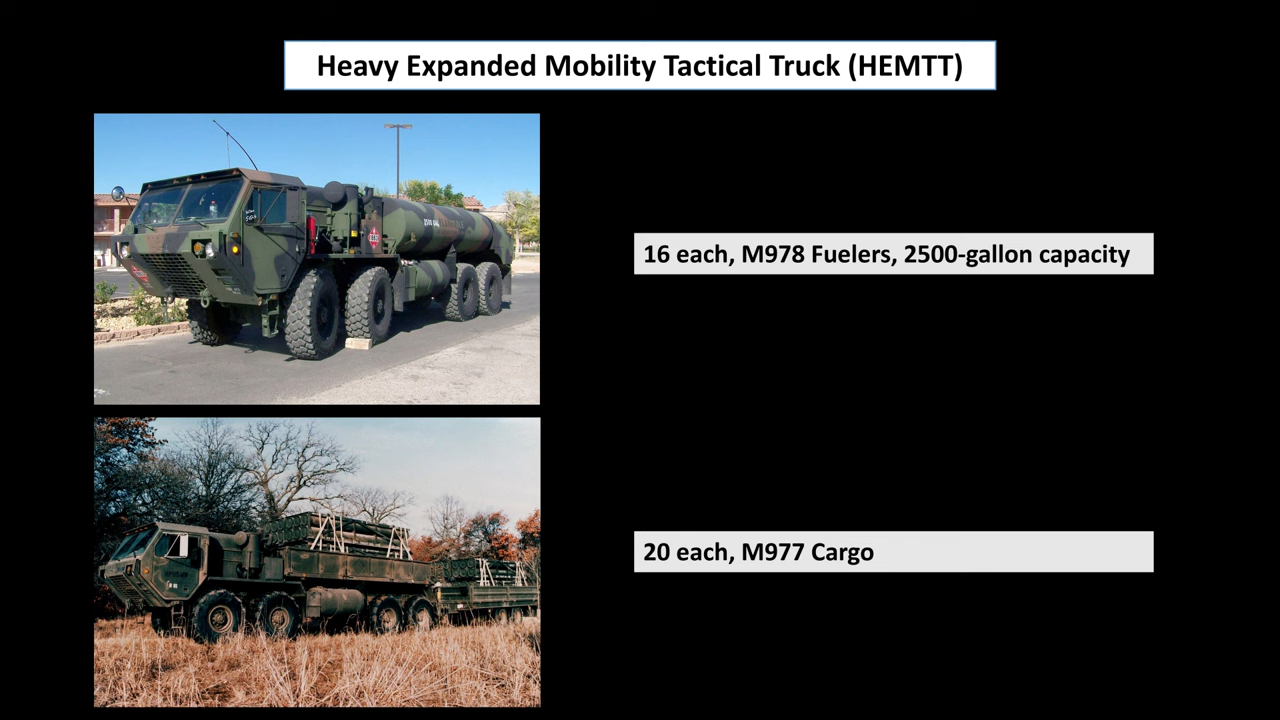 Heavy Expanded Mobility Tactical Truck (HEMTT)
16 each, M978 Fuelers, 2500-gallon capacity
20 each, M977 Cargo